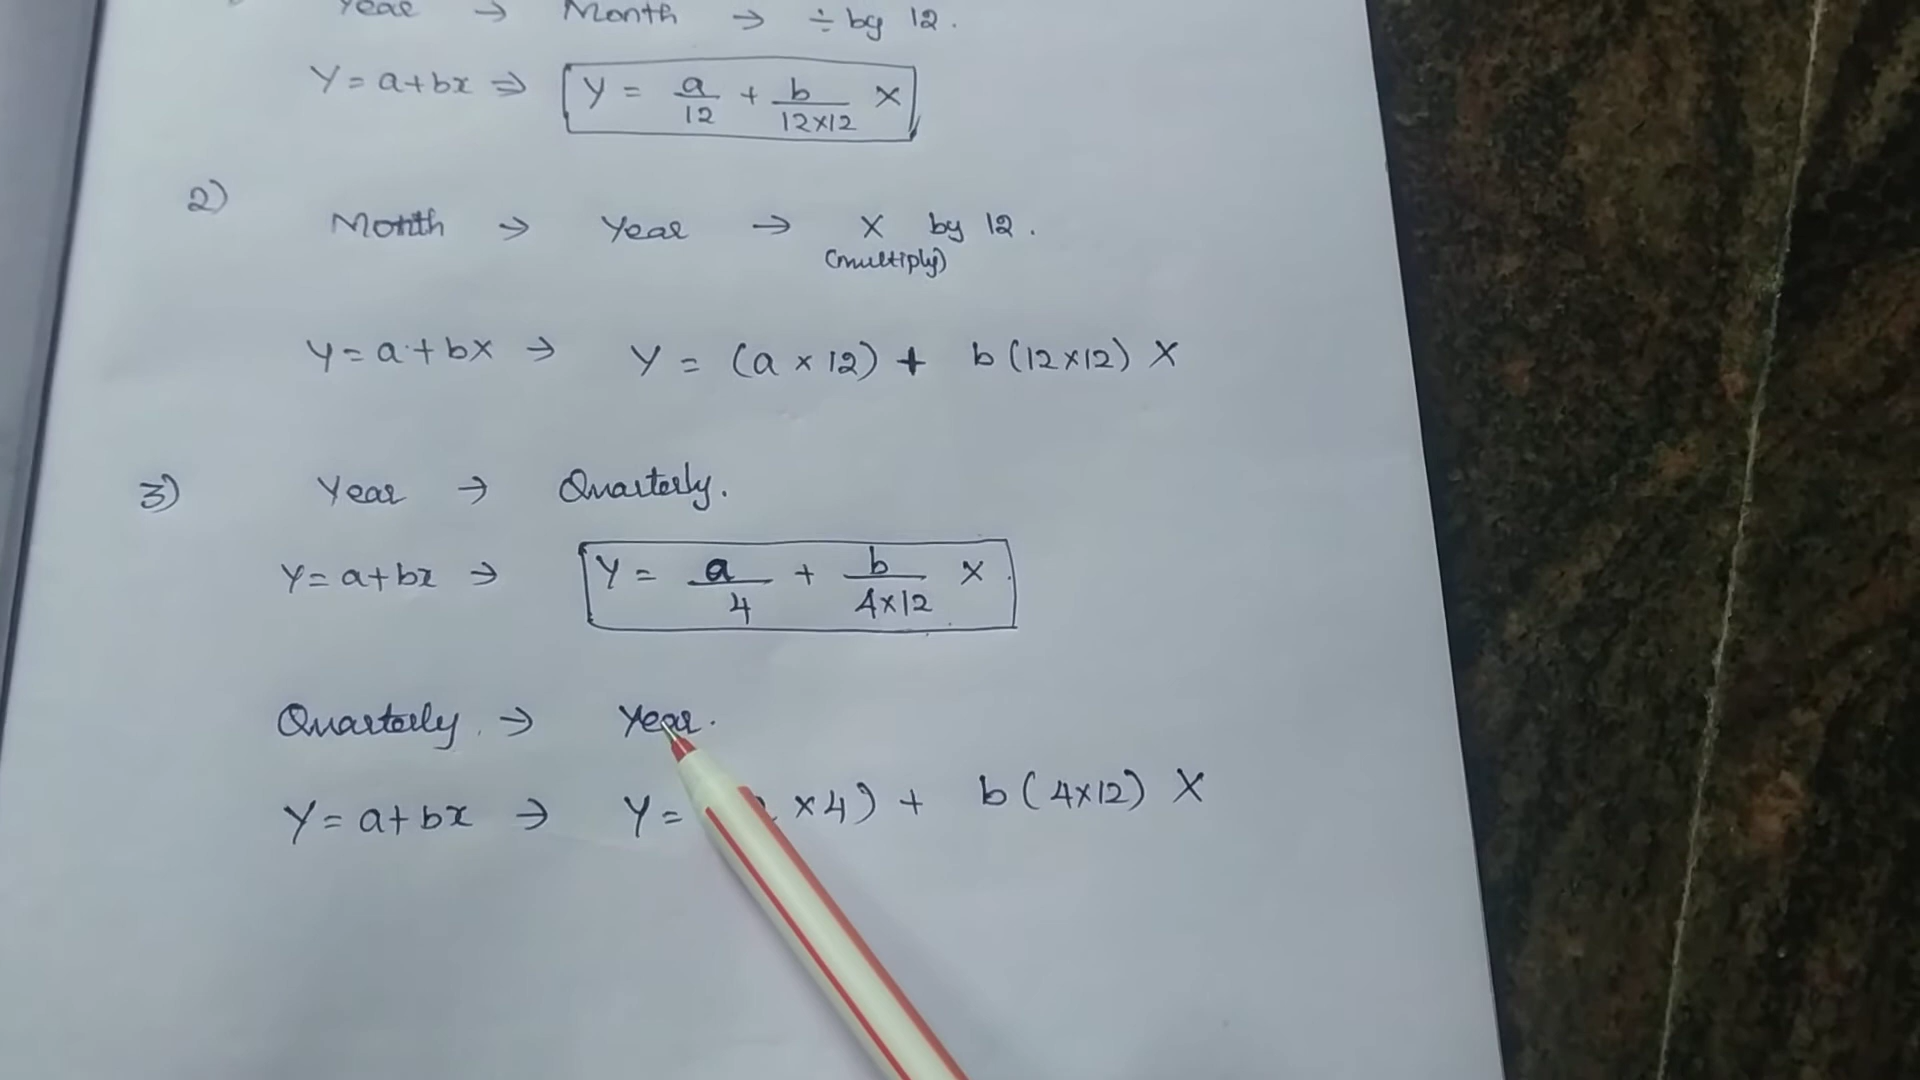 Year → Month → ÷ by 12.
Y = a+bx ⇒ Y = a/12 + b/12×12 X
2)
Month → Year → X by 12.
(multiply)
Y = a + bX → Y = (a × 12) + b (12×12) X
3) Year → Quarterly.
Y = a+bx → Y = a/4 + b/4×12 X
Quarterly → Year.
Y = a+bx → Y = ×4) + b (4×12) X